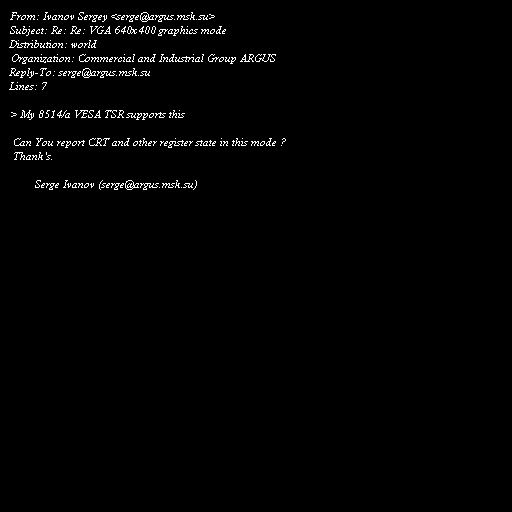 From: Ivanov Sergey <serge@argus.msk.su>
Subject: Re: Re: VGA 640x400 graphics mode
Distribution: world
Organization: Commercial and Industrial Group ARGUS
Reply-To: serge@argus.msk.su
Lines: 7
> My 8514/a VESA TSR supports this
Can You report CRT and other register state in this mode ?
Thank's.
Serge Ivanov (serge@argus.msk.su)